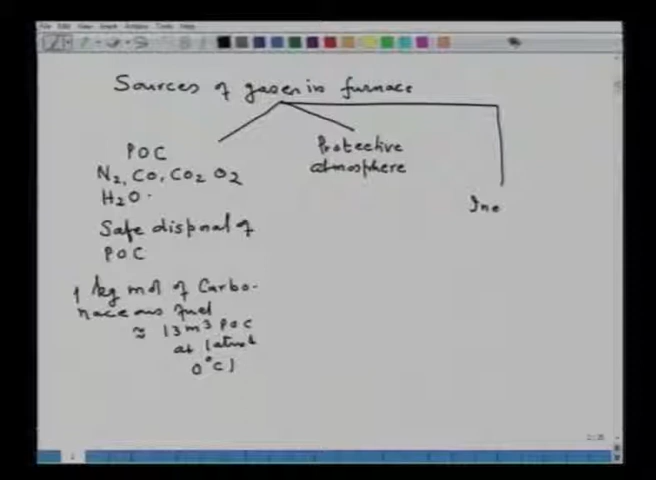 Sources of gases in furnace
POC
N2, CO, CO2 O2
H2O
Safe disposal of
POC
1 kg mol of Carbo-
naceous fuel
≈ 13 m3 POC
at 1 atm &
0°C)
Protective
atmosphere
Ine